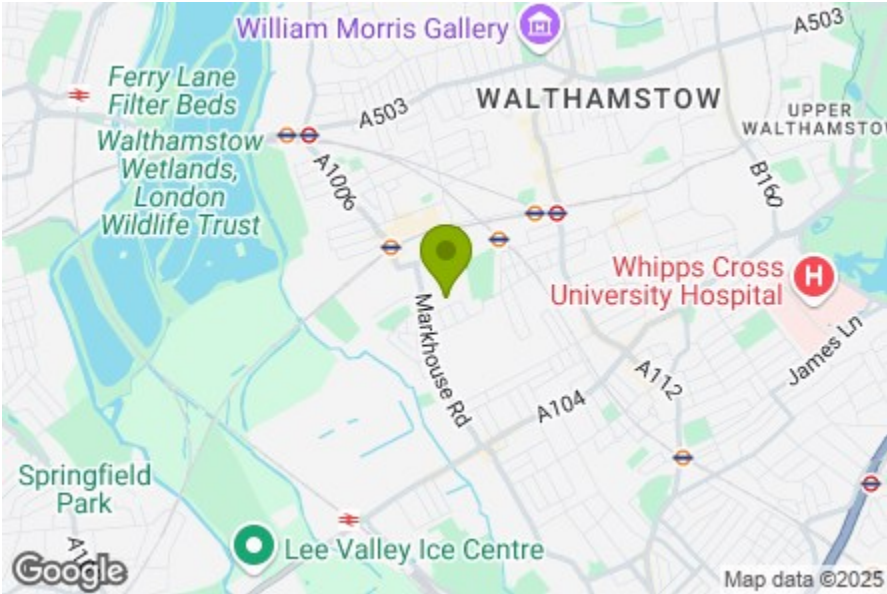 William Morris Gallery
A503
Ferry Lane
Filter Beds
A503
WALTHAMSTOW
UPPER
Walthamstow
Wetlands,
London
Wildlife Trust
A1006
B160
Whipps Cross
University Hospital
H
Markhouse Rd
James Ln
A112
A104
Springfield
Park
Lee Valley Ice Centre
Google
Map data ©2025